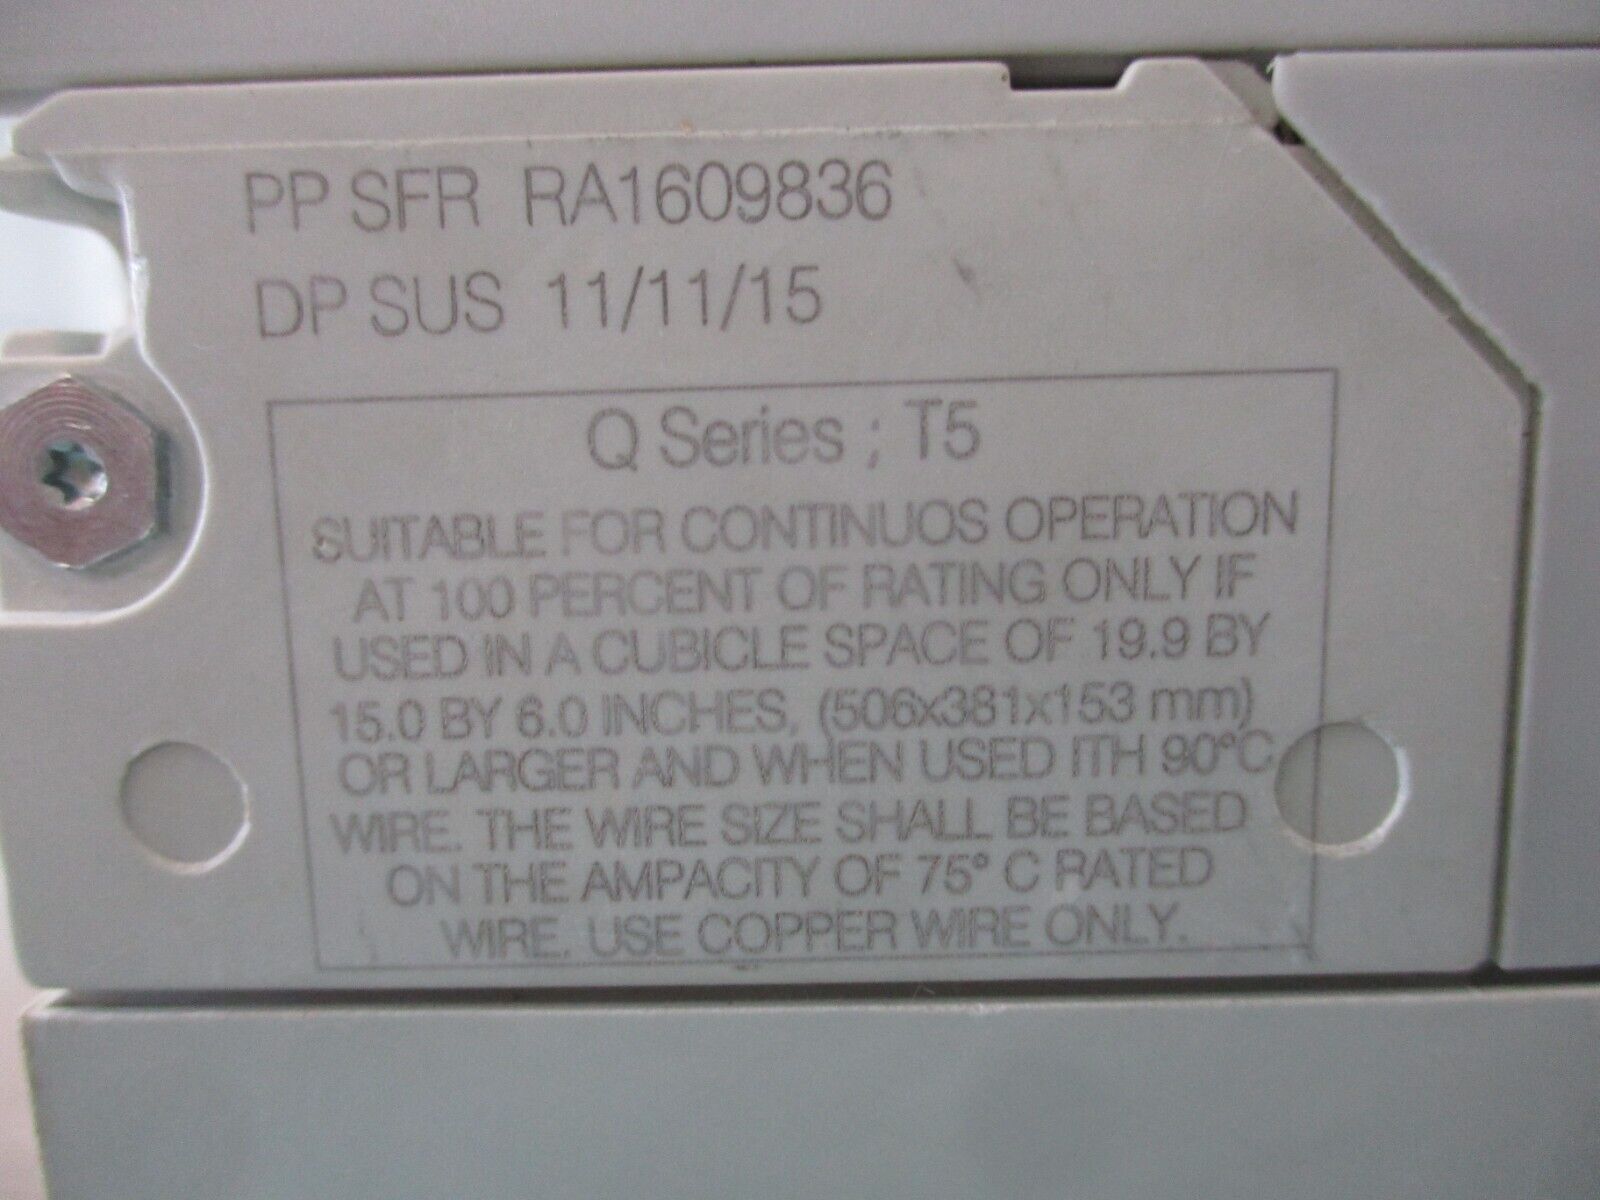 PP SFR RA1609836
DP SUS 11/11/15
Q Series ; T5
SUITABLE FOR CONTINUOS OPERATION
AT 100 PERCENT OF RATING ONLY IF
USED IN A CUBICLE SPACE OF 19.9 BY
15.0 BY 6.0 INCHES, (506x381x153 mm)
OR LARGER AND WHEN USED ITH 90°C
WIRE. THE WIRE SIZE SHALL BE BASED
ON THE AMPACITY OF 75° C RATED
WIRE. USE COPPER WIRE ONLY.